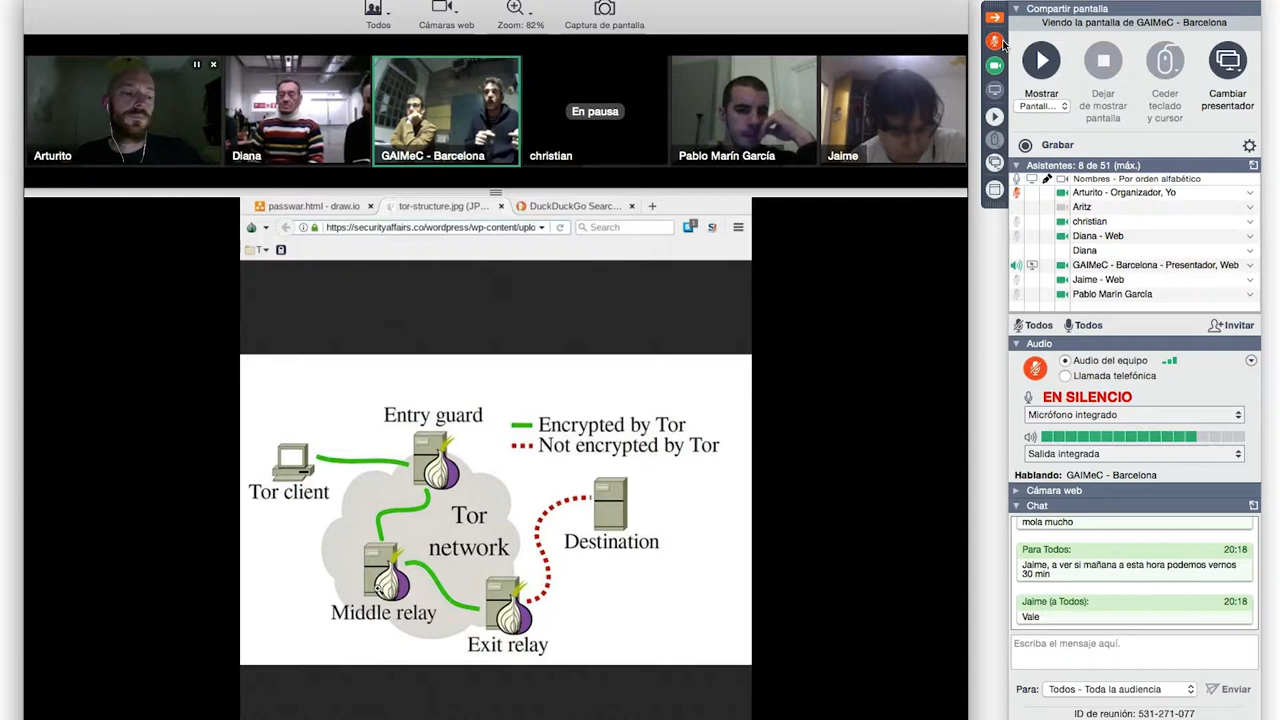 Todos
Cámaras web
Zoom: 82%
Captura de pantalla
Arturito
Diana
GAIMeC - Barcelona
En pausa
christian
Pablo Marín García
Jaime
passwar.html - draw.io
tor-structure.jpg (JP...
DuckDuckGo Searc...
https://securityaffairs.co/wordpress/wp-content/uplo
Search
T
1
Entry guard
Encrypted by Tor
Not encrypted by Tor
Tor client
Tor
network
Destination
Middle relay
Exit relay
Compartir pantalla
Viendo la pantalla de GAIMeC - Barcelona
Mostrar
Pantall...
Dejar
de mostrar
pantalla
Ceder
teclado
y cursor
Cambiar
presentador
Grabar
Asistentes: 8 de 51 (máx.)
Nombres - Por orden alfabético
Arturito - Organizador, Yo
Aritz
christian
Diana - Web
Diana
GAIMeC - Barcelona - Presentador, Web
Jaime - Web
Pablo Marín García
Todos
Todos
Invitar
Audio
Audio del equipo
Llamada telefónica
EN SILENCIO
Micrófono integrado
Salida integrada
Hablando: GAIMeC - Barcelona
Cámara web
Chat
mola mucho
Para Todos: 20:18
Jaime, a ver si mañana a esta hora podemos vernos
30 min
Jaime (a Todos): 20:18
Vale
Escriba el mensaje aquí.
Para: Todos - Toda la audiencia
Enviar
ID de reunión: 531-271-077